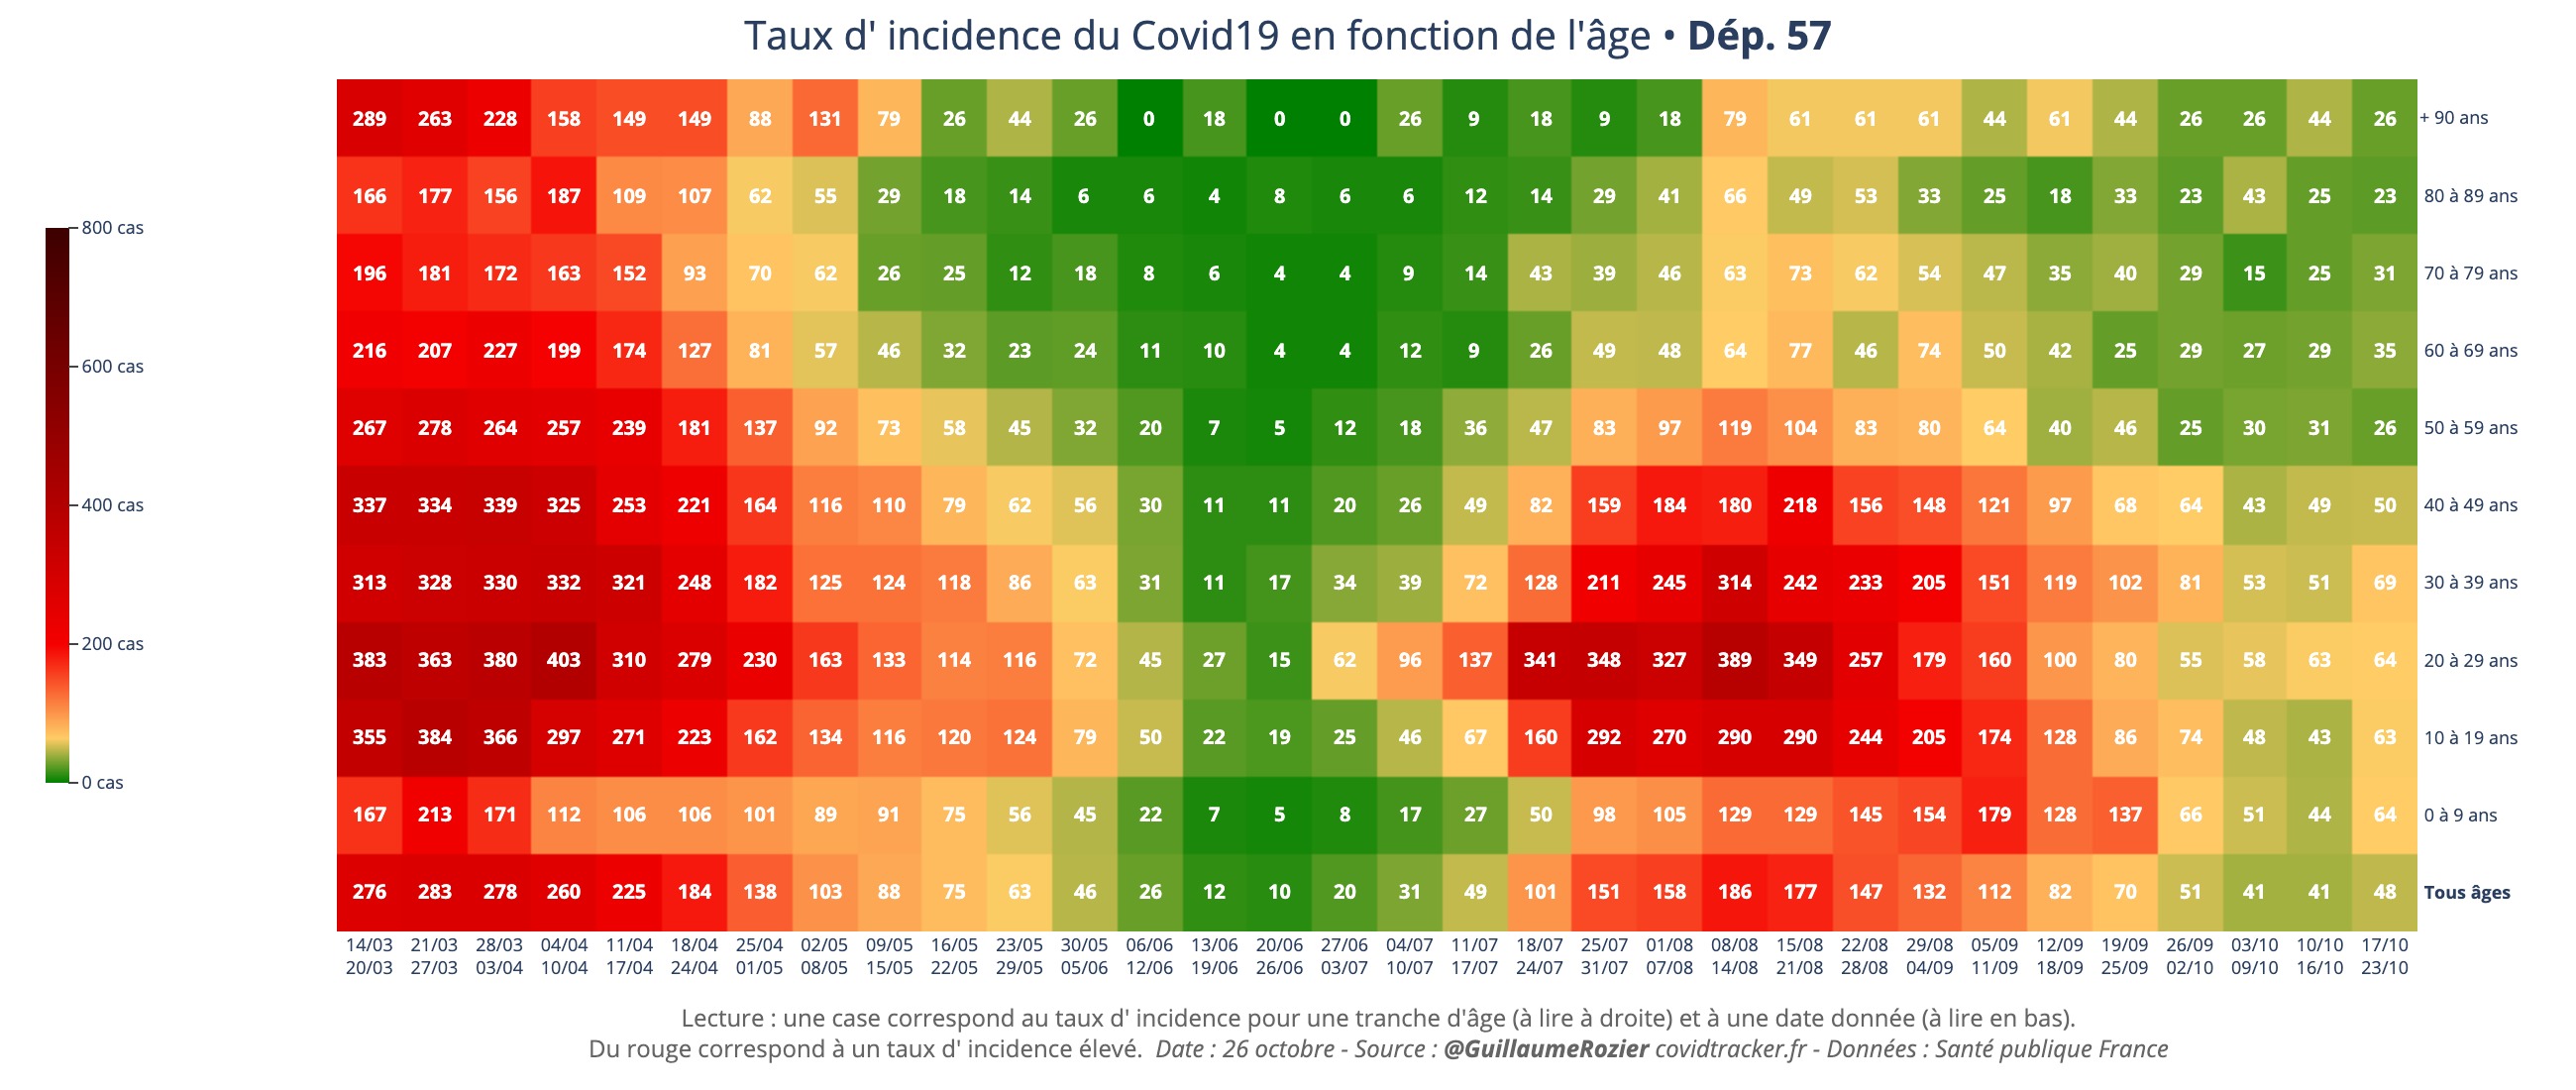 Taux d' incidence du Covid19 en fonction de l'âge • Dép. 57
289 263 228 158 149 149 88 131 79 26 44 26 0 18 0 0 26 9 18 9 18 79 61 61 61 44 61 44 26 26 44 26 + 90 ans
166 177 156 187 109 107 62 55 29 18 14 6 6 4 8 6 6 12 14 29 41 66 49 53 33 25 18 33 23 43 25 23 80 à 89 ans
800 cas
196 181 172 163 152 93 70 62 26 25 12 18 8 6 4 4 9 14 43 39 46 63 73 62 54 47 35 40 29 15 25 31 70 à 79 ans
216 207 227 199 174 127 81 57 46 32 23 24 11 10 4 4 12 9 26 49 48 64 77 46 74 50 42 25 29 27 29 35 60 à 69 ans
600 cas
267 278 264 257 239 181 137 92 73 58 45 32 20 7 5 12 18 36 47 83 97 119 104 83 80 64 40 46 25 30 31 26 50 à 59 ans
337 334 339 325 253 221 164 116 110 79 62 56 30 11 11 20 26 49 82 159 184 180 218 156 148 121 97 68 64 43 49 50 40 à 49 ans
400 cas
313 328 330 332 321 248 182 125 124 118 86 63 31 11 17 34 39 72 128 211 245 314 242 233 205 151 119 102 81 53 51 69 30 à 39 ans
200 cas
383 363 380 403 310 279 230 163 133 114 116 72 45 27 15 62 96 137 341 348 327 389 349 257 179 160 100 80 55 58 63 64 20 à 29 ans
355 384 366 297 271 223 162 134 116 120 124 79 50 22 19 25 46 67 160 292 270 290 290 244 205 174 128 86 74 48 43 63 10 à 19 ans
0 cas
167 213 171 112 106 106 101 89 91 75 56 45 22 7 5 8 17 27 50 98 105 129 129 145 154 179 128 137 66 51 44 64 0 à 9 ans
276 283 278 260 225 184 138 103 88 75 63 46 26 12 10 20 31 49 101 151 158 186 177 147 132 112 82 70 51 41 41 48 Tous âges
14/03 21/03 28/03 04/04 11/04 18/04 25/04 02/05 09/05 16/05 23/05 30/05 06/06 13/06 20/06 27/06 04/07 11/07 18/07 25/07 01/08 08/08 15/08 22/08 29/08 05/09 12/09 19/09 26/09 03/10 10/10 17/10
20/03 27/03 03/04 10/04 17/04 24/04 01/05 08/05 15/05 22/05 29/05 05/06 12/06 19/06 26/06 03/07 10/07 17/07 24/07 31/07 07/08 14/08 21/08 28/08 04/09 11/09 18/09 25/09 02/10 09/10 16/10 23/10
Lecture : une case correspond au taux d' incidence pour une tranche d'âge (à lire à droite) et à une date donnée (à lire en bas).
Du rouge correspond à un taux d' incidence élevé. Date : 26 octobre - Source : @GuillaumeRozier covidtracker.fr - Données : Santé publique France